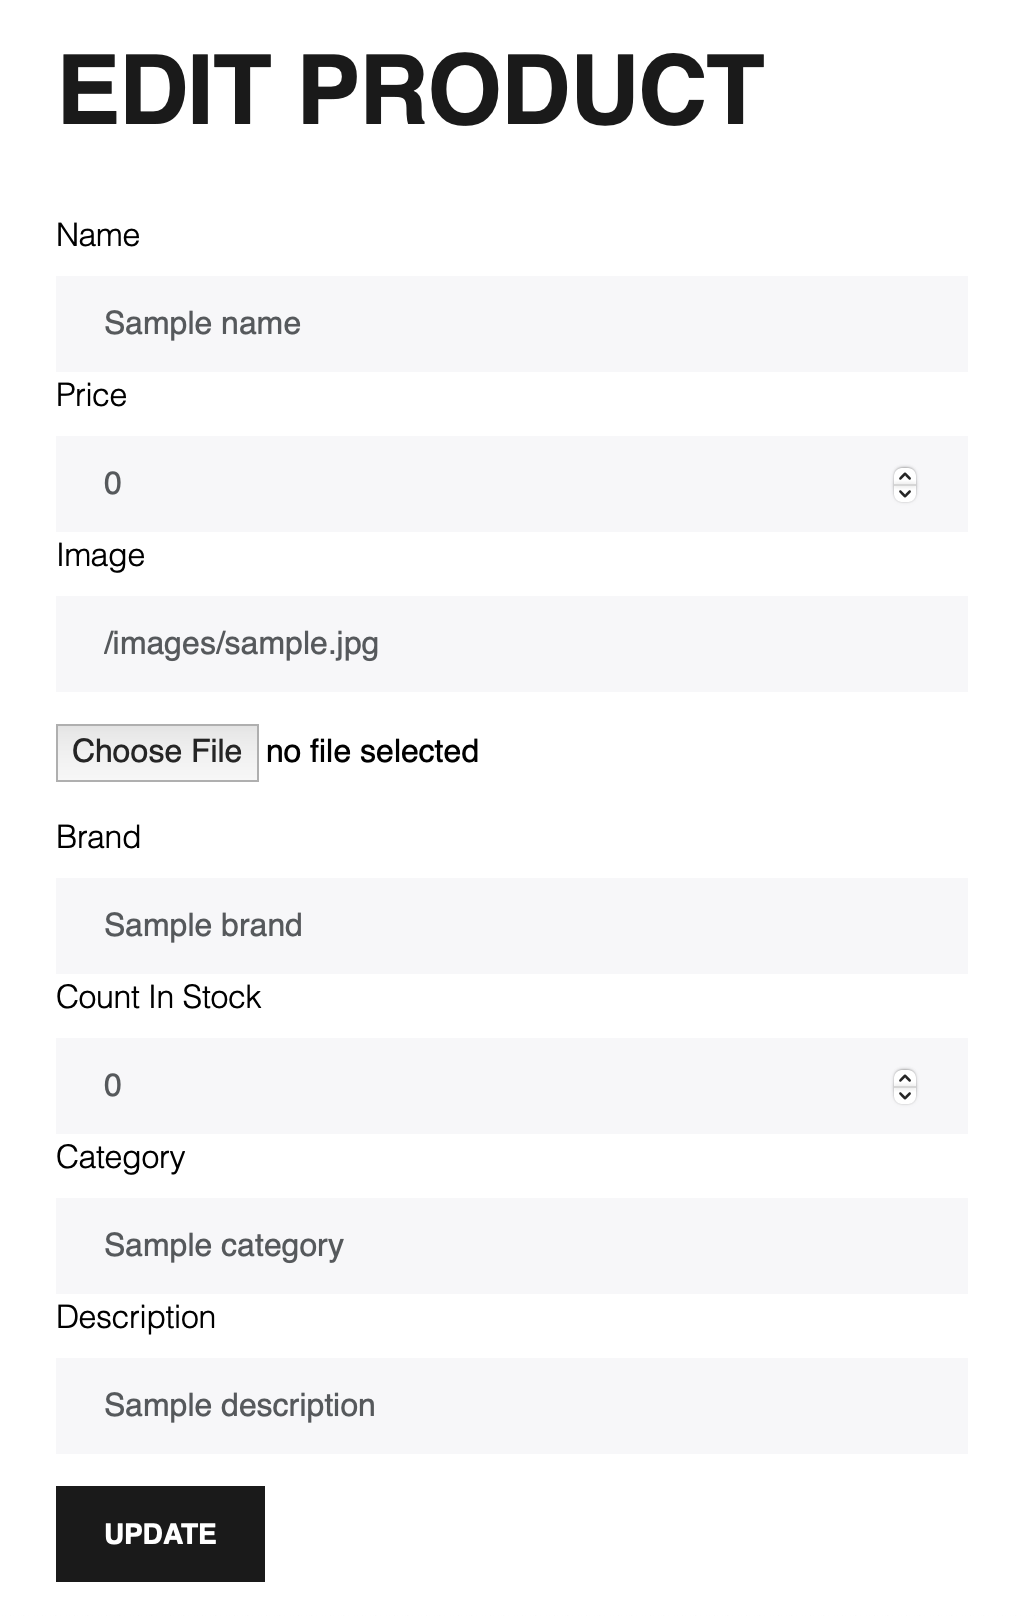 EDIT PRODUCT
Name
Sample name
Price
0
Image
/images/sample.jpg
Choose File no file selected
Brand
Sample brand
Count In Stock
0
Category
Sample category
Description
Sample description
UPDATE